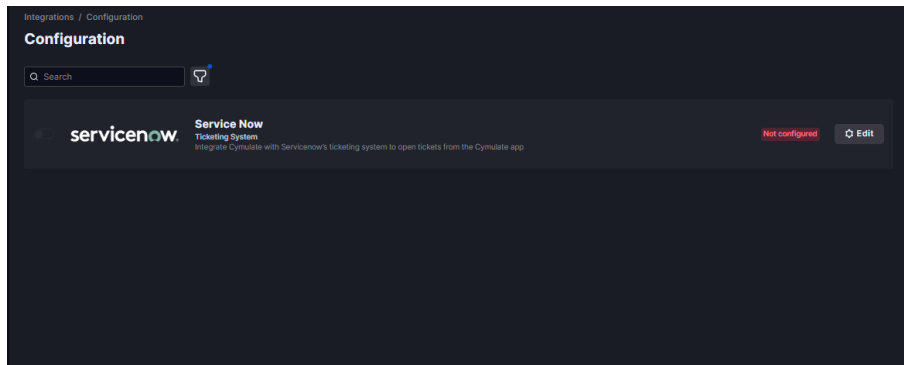 Integrations / Configuration
Configuration
Search
servicenow.
Service Now
Ticketing System
Integrate Cymulate with Servicenow's ticketing system to open tickets from the Cymulate app
Not configured
Edit